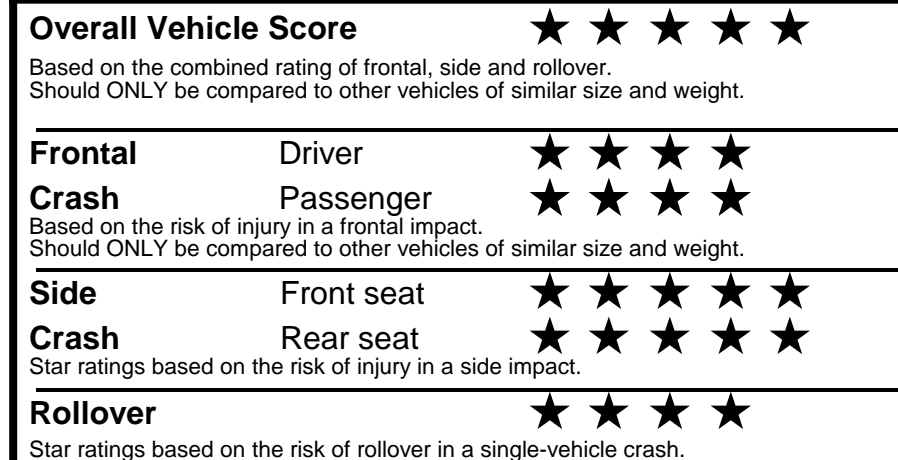 Overall Vehicle Score ★ ★ ★ ★ ★
Based on the combined rating of frontal, side and rollover.
Should ONLY be compared to other vehicles of similar size and weight.
Frontal Driver ★ ★ ★ ★
Crash Passenger ★ ★ ★ ★
Based on the risk of injury in a frontal impact.
Should ONLY be compared to other vehicles of similar size and weight.
Side Front seat ★ ★ ★ ★ ★
Crash Rear seat ★ ★ ★ ★ ★
Star ratings based on the risk of injury in a side impact.
Rollover ★ ★ ★ ★
Star ratings based on the risk of rollover in a single-vehicle crash.